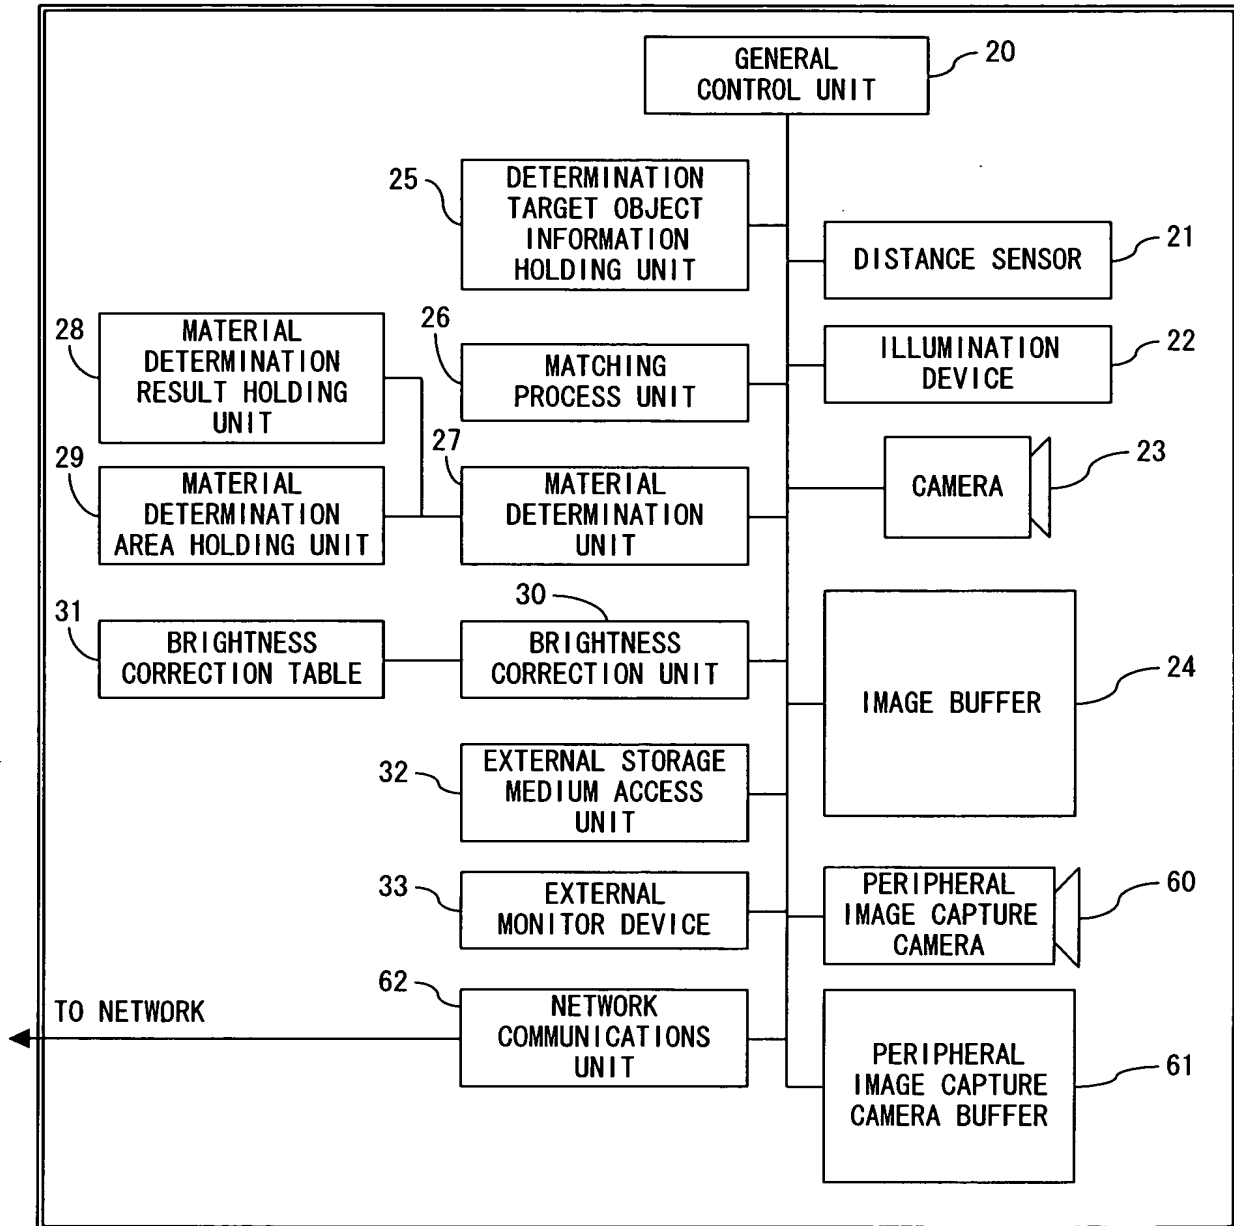 GENERAL
CONTROL UNIT
20
25
DETERMINATION
TARGET OBJECT
INFORMATION
HOLDING UNIT
DISTANCE SENSOR
21
28
MATERIAL
DETERMINATION
RESULT HOLDING
UNIT
26
MATCHING
PROCESS UNIT
ILLUMINATION
DEVICE
22
29
MATERIAL
DETERMINATION
AREA HOLDING UNIT
27
MATERIAL
DETERMINATION
UNIT
CAMERA
23
31
BRIGHTNESS
CORRECTION TABLE
30
BRIGHTNESS
CORRECTION UNIT
IMAGE BUFFER
24
32
EXTERNAL STORAGE
MEDIUM ACCESS
UNIT
33
EXTERNAL
MONITOR DEVICE
PERIPHERAL
IMAGE CAPTURE
CAMERA
60
TO NETWORK
62
NETWORK
COMMUNICATIONS
UNIT
PERIPHERAL
IMAGE CAPTURE
CAMERA BUFFER
61